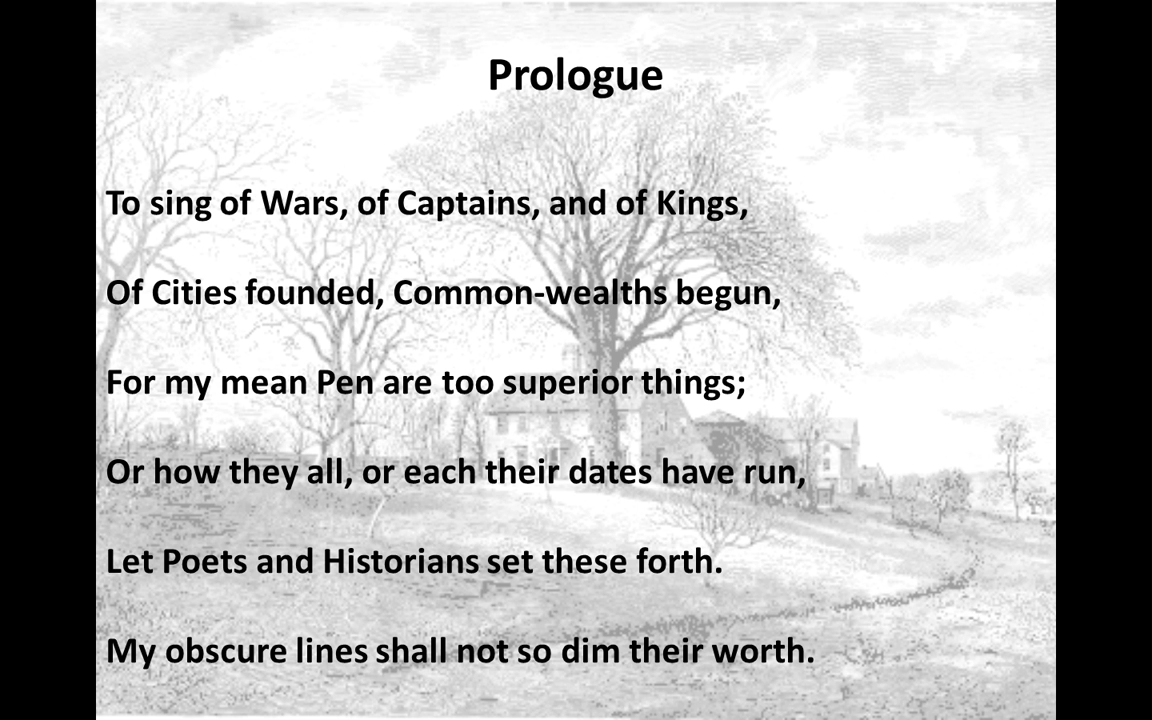 Prologue
To sing of Wars, of Captains, and of Kings,
Of Cities founded, Common-wealths begun,
For my mean Pen are too superior things;
Or how they all, or each their dates have run,
Let Poets and Historians set these forth.
My obscure lines shall not so dim their worth.